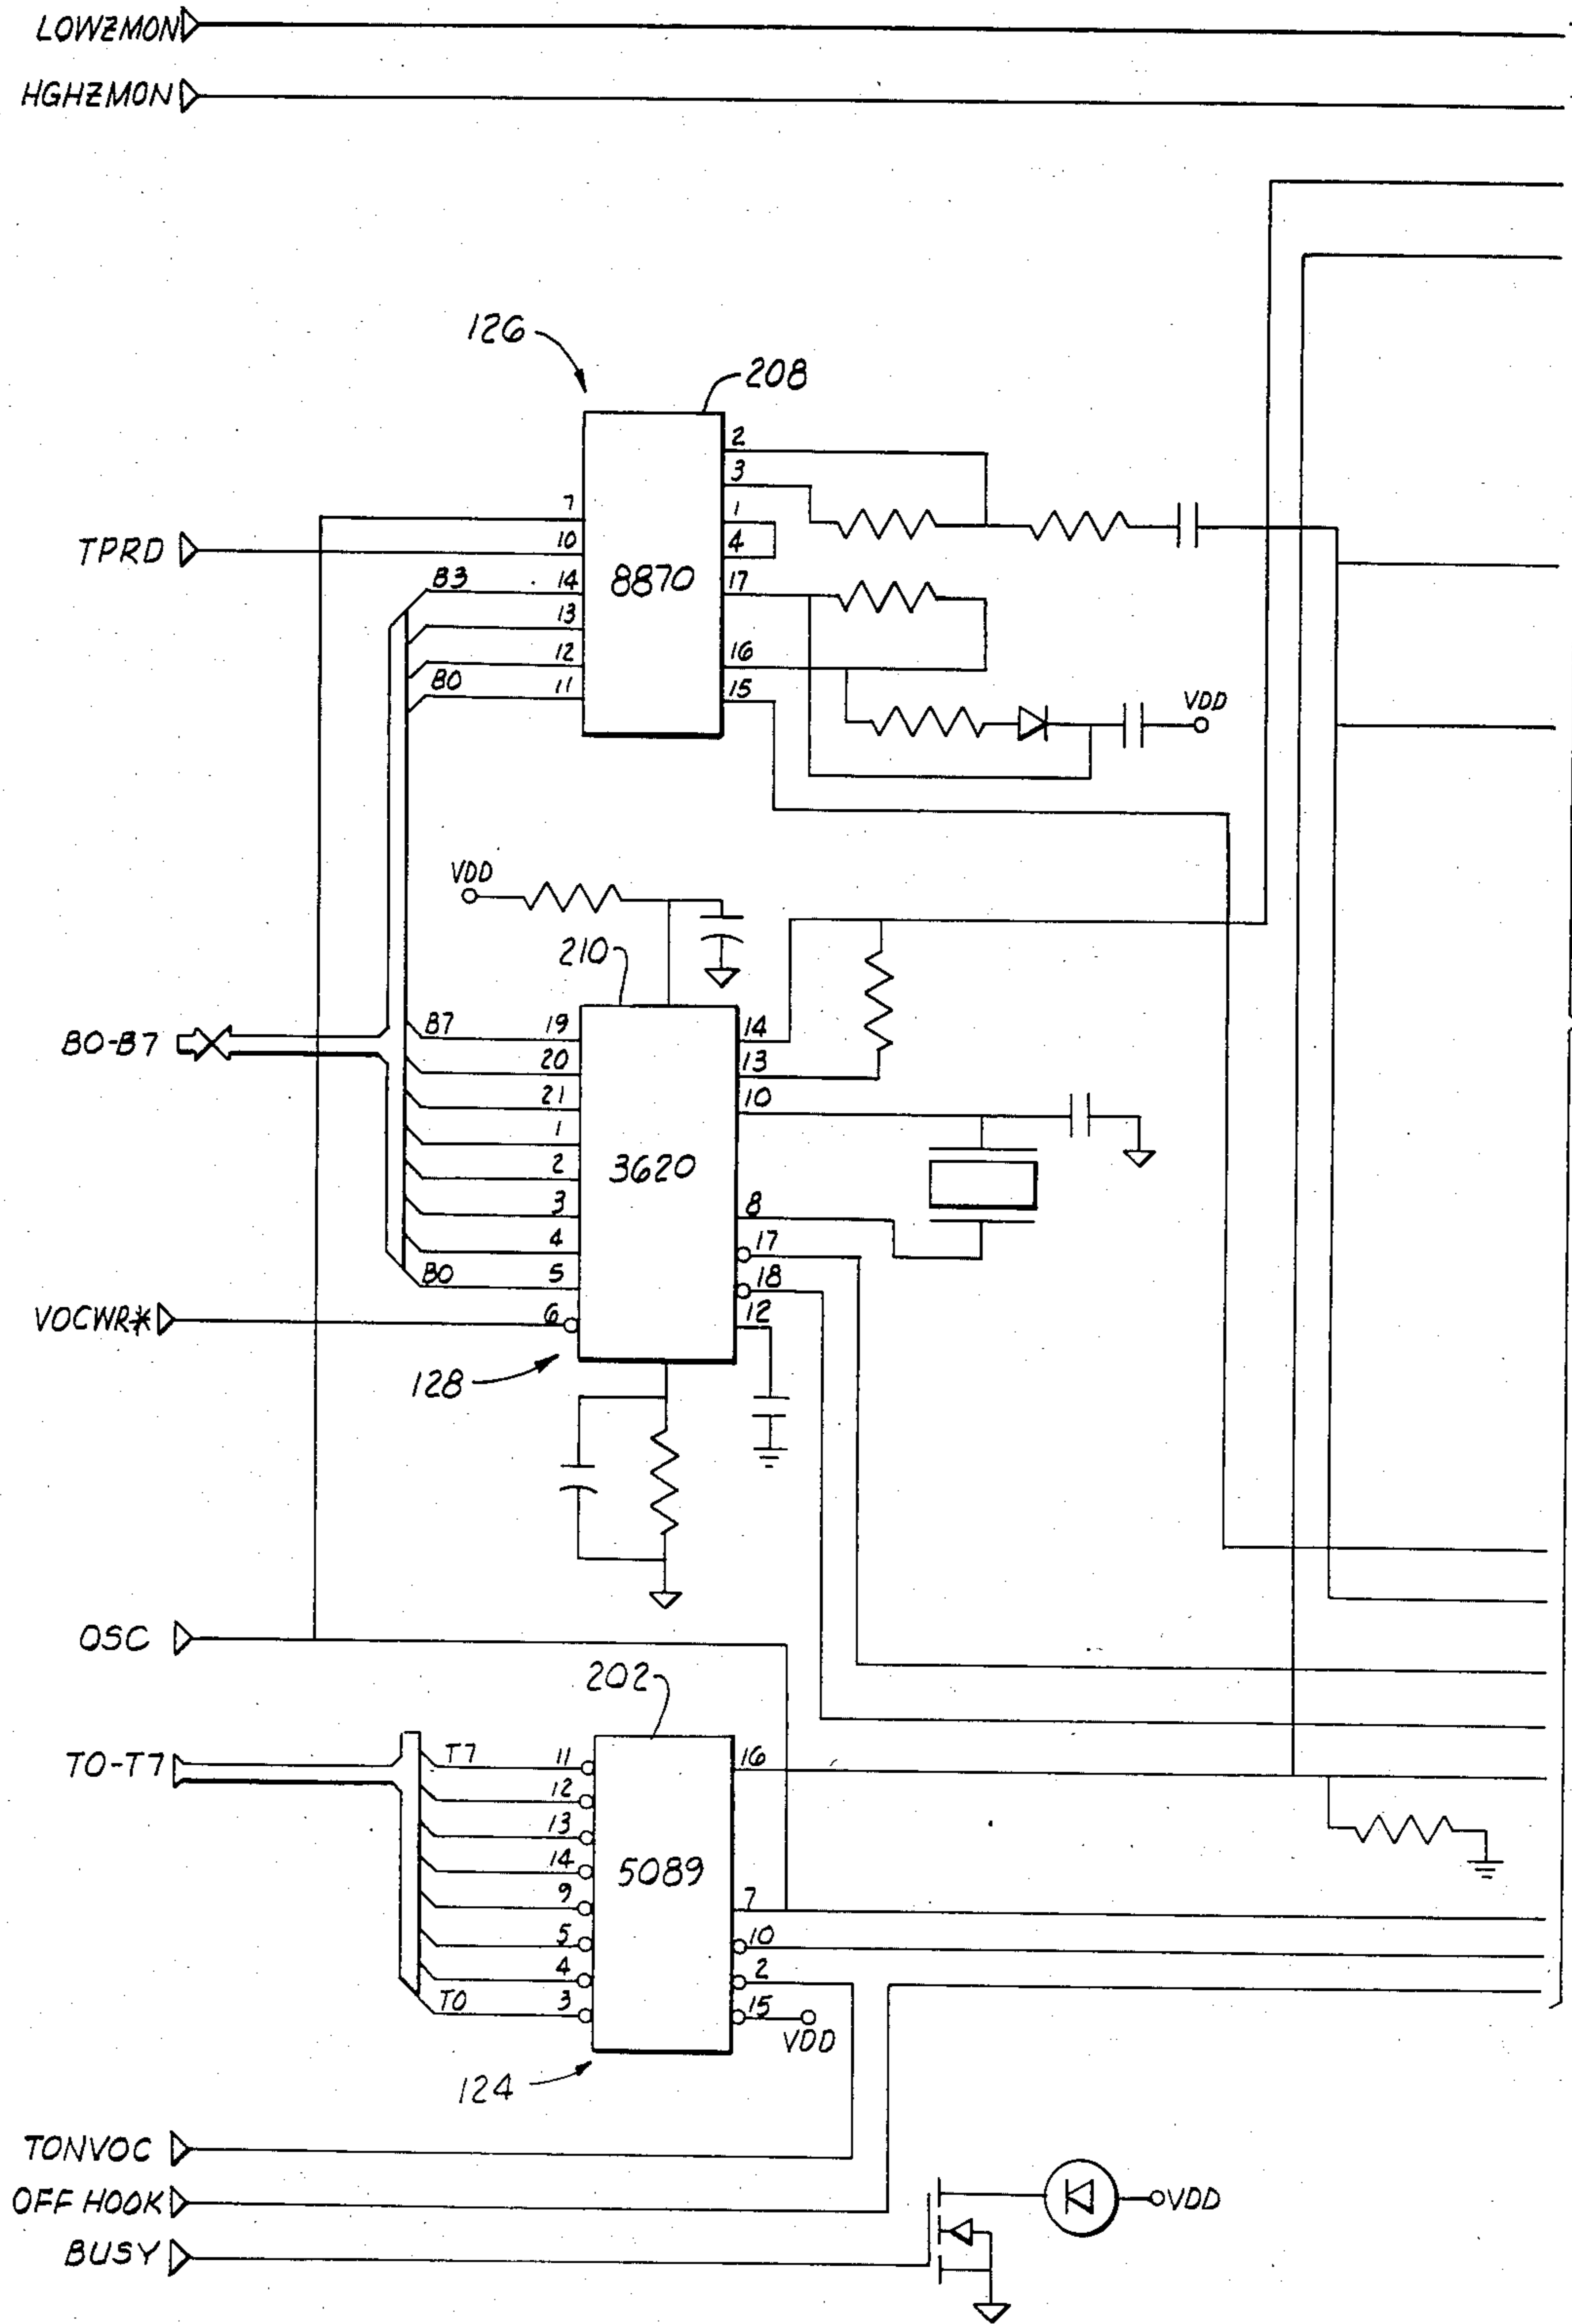 LOWZMON
HGHZMON
126
208
2
3
7
1
TPRD
10
4
B3
14
8870
17
13
12
16
B0
11
15
VDD
VDD
210
B7
19
14
B0-B7
20
13
21
10
1
2
3620
3
8
4
17
B0
5
18
VOCWR*
6
12
128
OSC
202
T0-T7
T7
11
16
12
13
14
5089
9
7
5
10
4
2
T0
3
15
VDD
124
TONVOC
OFF HOOK
VDD
BUSY